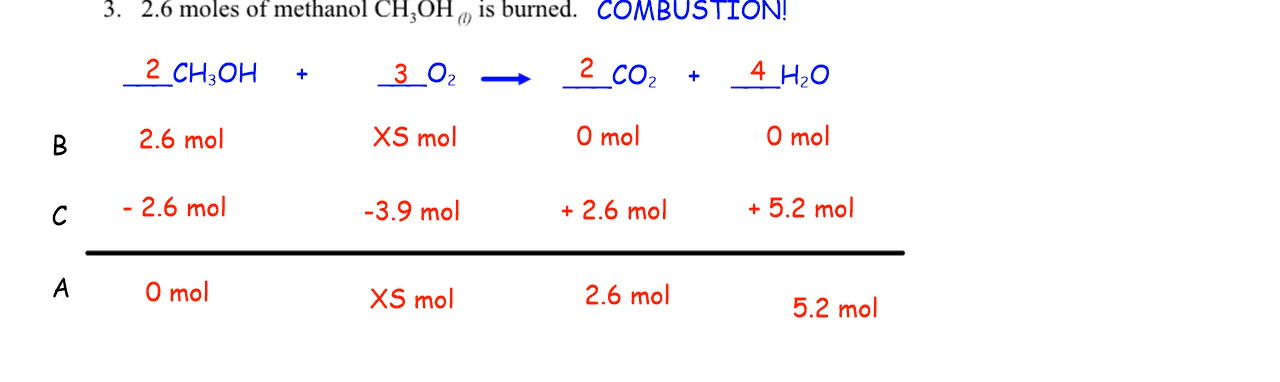 3. 2.6 moles of methanol CH₃OH (l) is burned. COMBUSTION!
2 CH₃OH + 3 O₂ → 2 CO₂ + 4 H₂O
B 2.6 mol XS mol 0 mol 0 mol
C - 2.6 mol -3.9 mol + 2.6 mol + 5.2 mol
A 0 mol XS mol 2.6 mol 5.2 mol